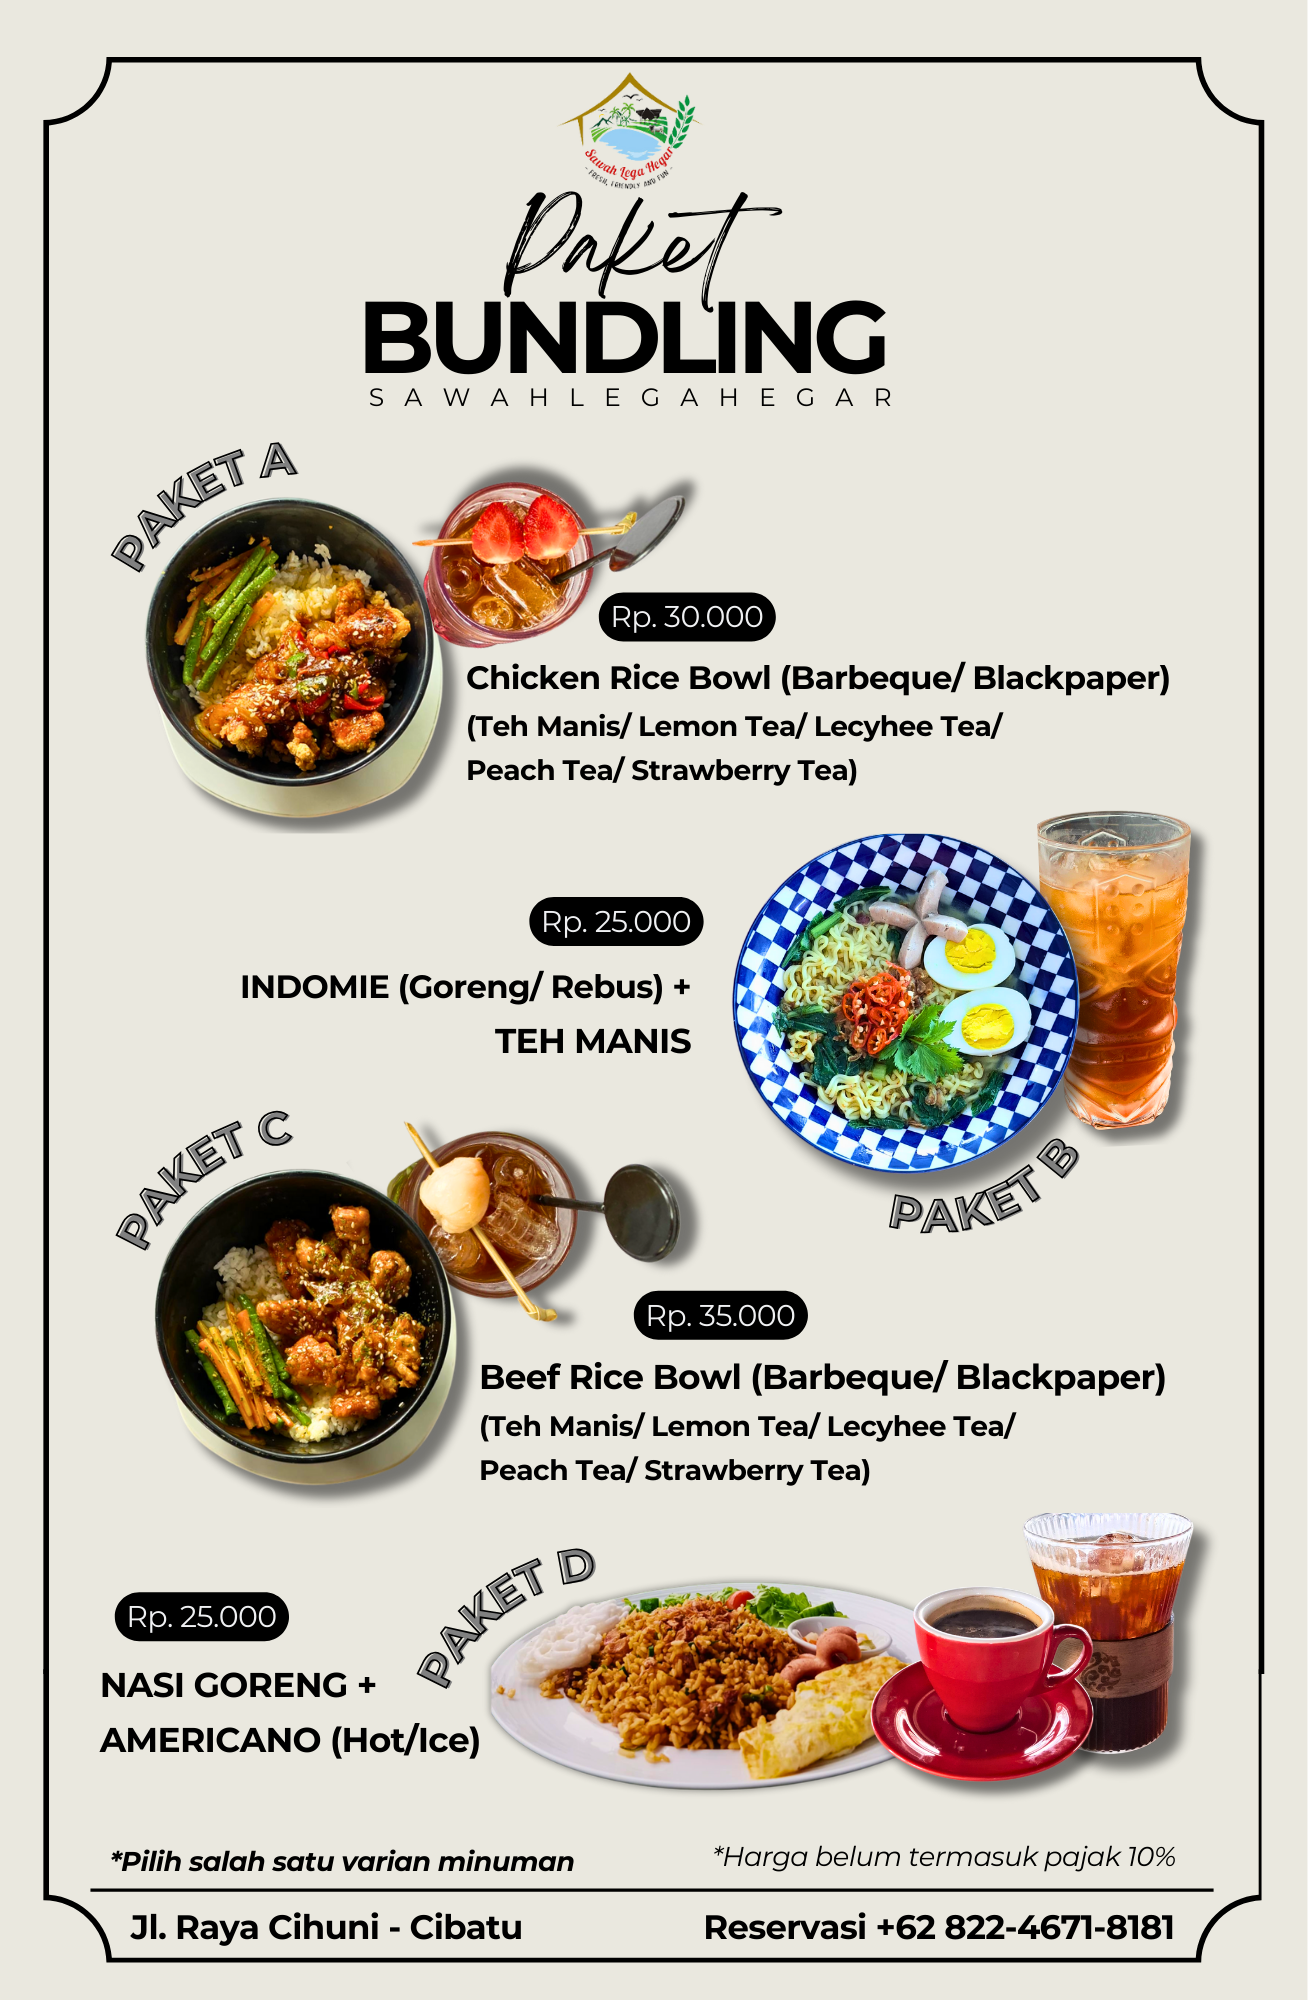 Sawah Lega Hegar
- FRESH, FRIENDLY AND FUN -
Paket
BUNDLING
SAWAHLEGAHEGAR
PAKET A
Rp. 30.000
Chicken Rice Bowl (Barbeque/ Blackpaper)
(Teh Manis/ Lemon Tea/ Lecyhee Tea/
Peach Tea/ Strawberry Tea)
Rp. 25.000
INDOMIE (Goreng/ Rebus) +
TEH MANIS
PAKET B
PAKET C
Rp. 35.000
Beef Rice Bowl (Barbeque/ Blackpaper)
(Teh Manis/ Lemon Tea/ Lecyhee Tea/
Peach Tea/ Strawberry Tea)
PAKET D
Rp. 25.000
NASI GORENG +
AMERICANO (Hot/Ice)
*Pilih salah satu varian minuman
*Harga belum termasuk pajak 10%
Jl. Raya Cihuni - Cibatu
Reservasi +62 822-4671-8181